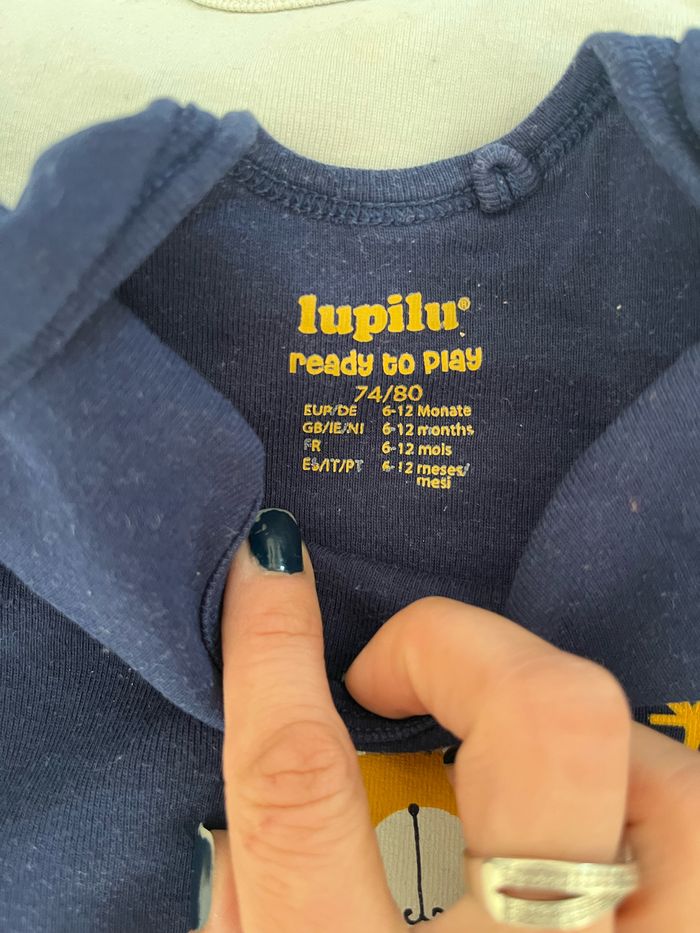 lupilu®
ready to play
74/80
EUR/DE 6-12 Monate
GB/IE/NI 6-12 months
FR 6-12 mois
ES/IT/PT 6-12 meses/
mesi